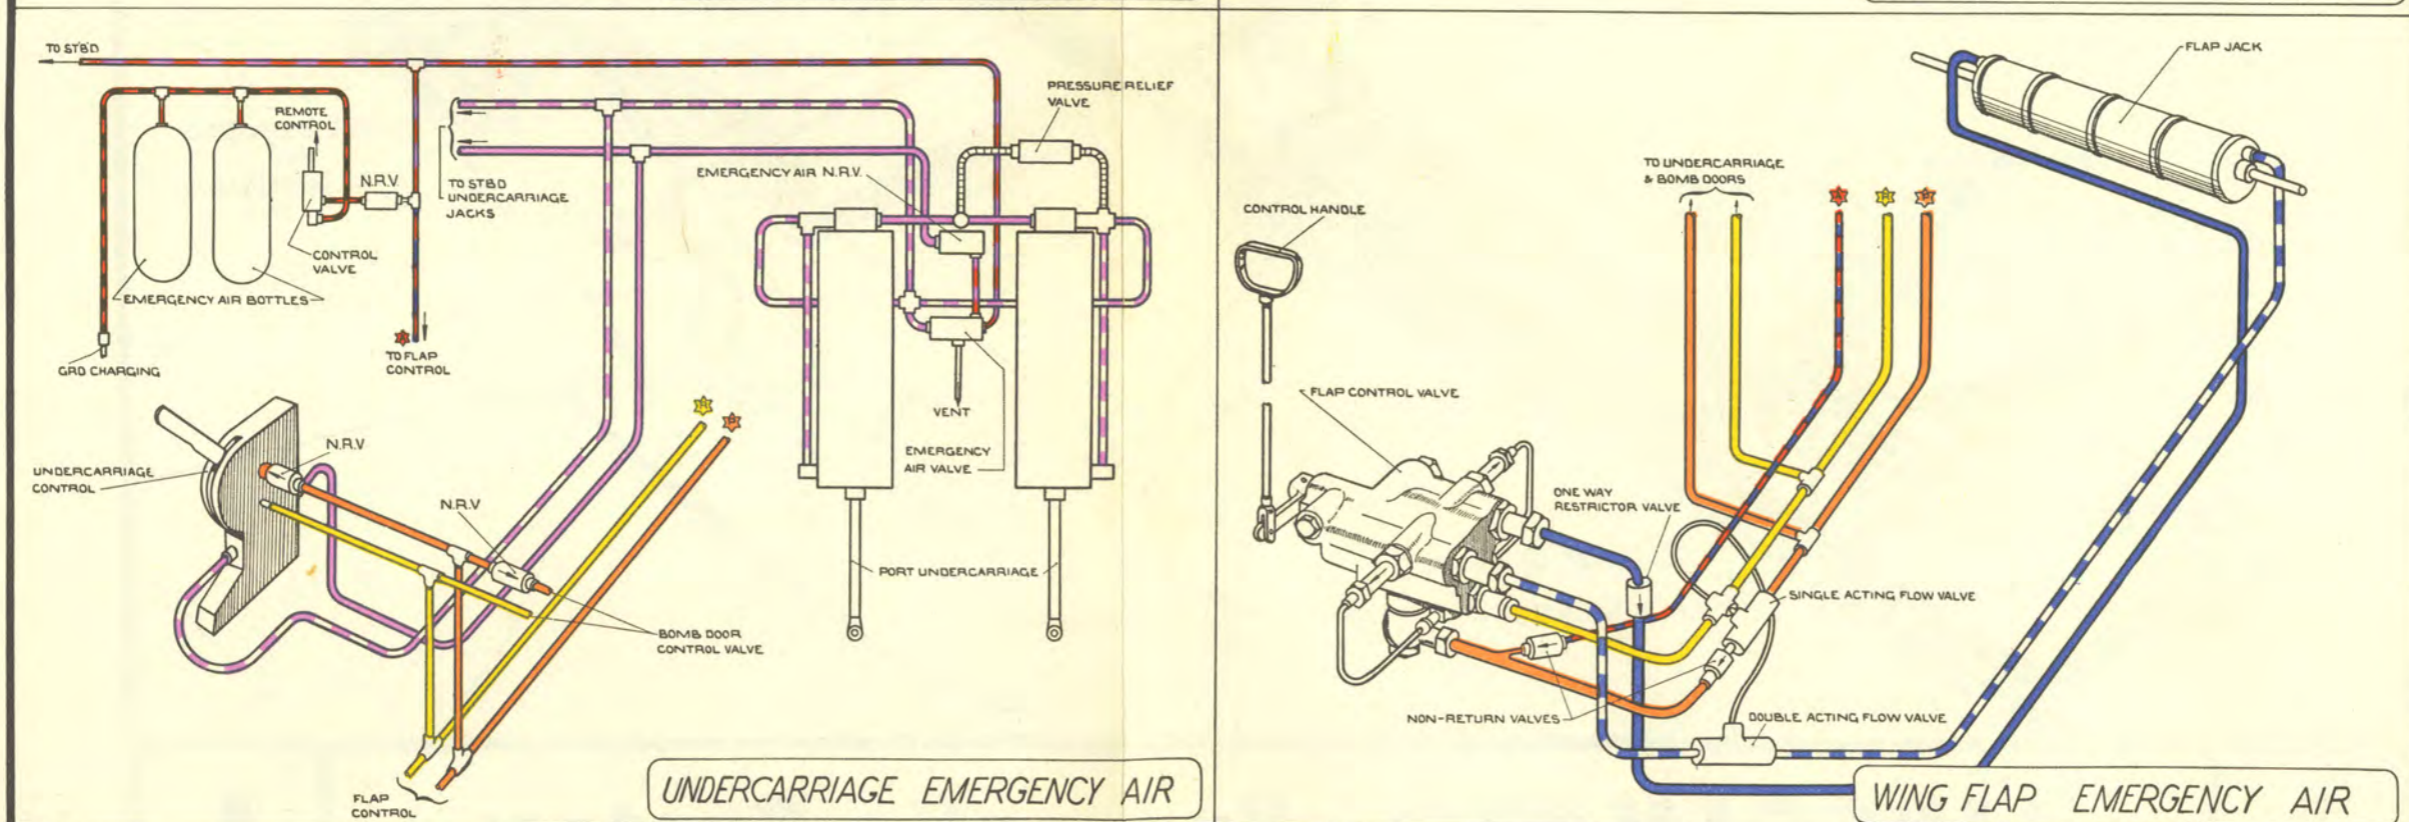 TO STBD
REMOTE
CONTROL
N.R.V.
CONTROL
VALVE
EMERGENCY AIR BOTTLES
GRD CHARGING
TO FLAP
CONTROL
TO STBD
UNDERCARRIAGE
JACKS
PRESSURE RELIEF
VALVE
EMERGENCY AIR N.R.V.
VENT
EMERGENCY
AIR VALVE
PORT UNDERCARRIAGE
UNDERCARRIAGE
CONTROL
N.R.V
N.R.V
BOMB DOOR
CONTROL VALVE
FLAP
CONTROL
UNDERCARRIAGE EMERGENCY AIR
FLAP JACK
TO UNDERCARRIAGE
& BOMB DOORS
CONTROL HANDLE
FLAP CONTROL VALVE
ONE WAY
RESTRICTOR VALVE
SINGLE ACTING FLOW VALVE
NON-RETURN VALVES
DOUBLE ACTING FLOW VALVE
WING FLAP EMERGENCY AIR